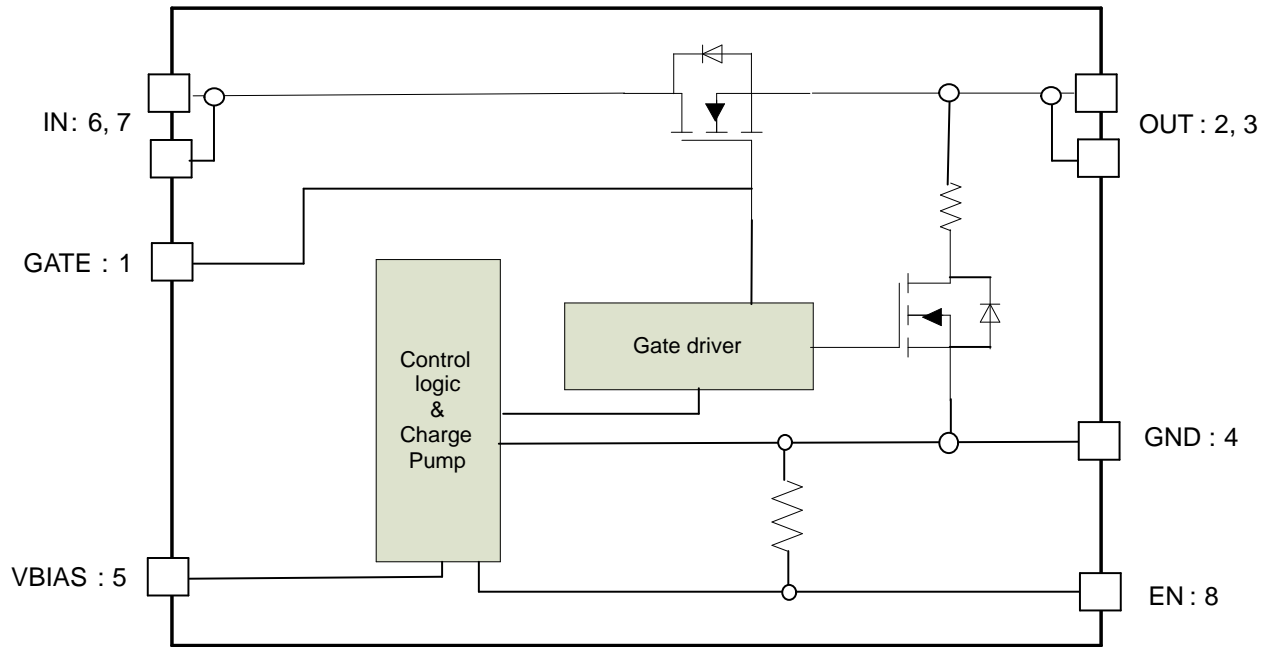 IN: 6, 7
OUT : 2, 3
GATE : 1
Control
logic
&
Charge
Pump
Gate driver
GND : 4
VBIAS : 5
EN : 8